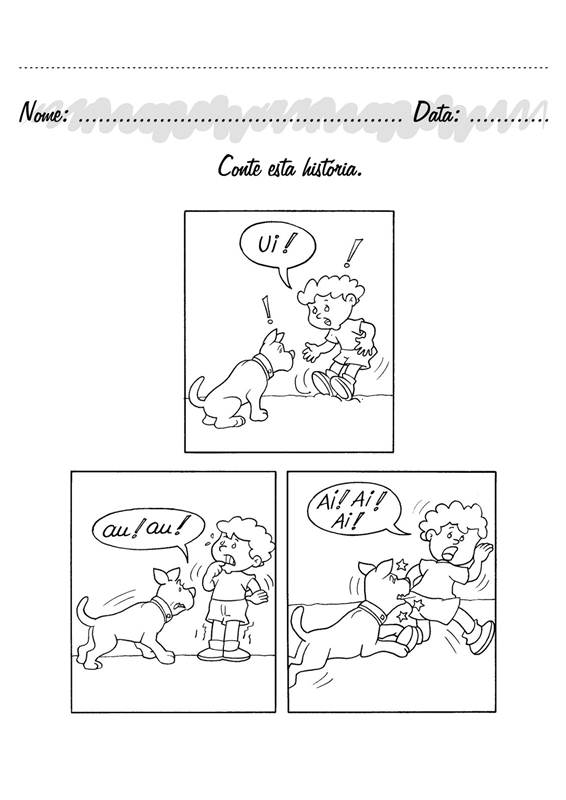 Nome: ................................................ Data: ............
Conte esta história.
Ui!
!
!
au! au!
Ai! Ai!
Ai!